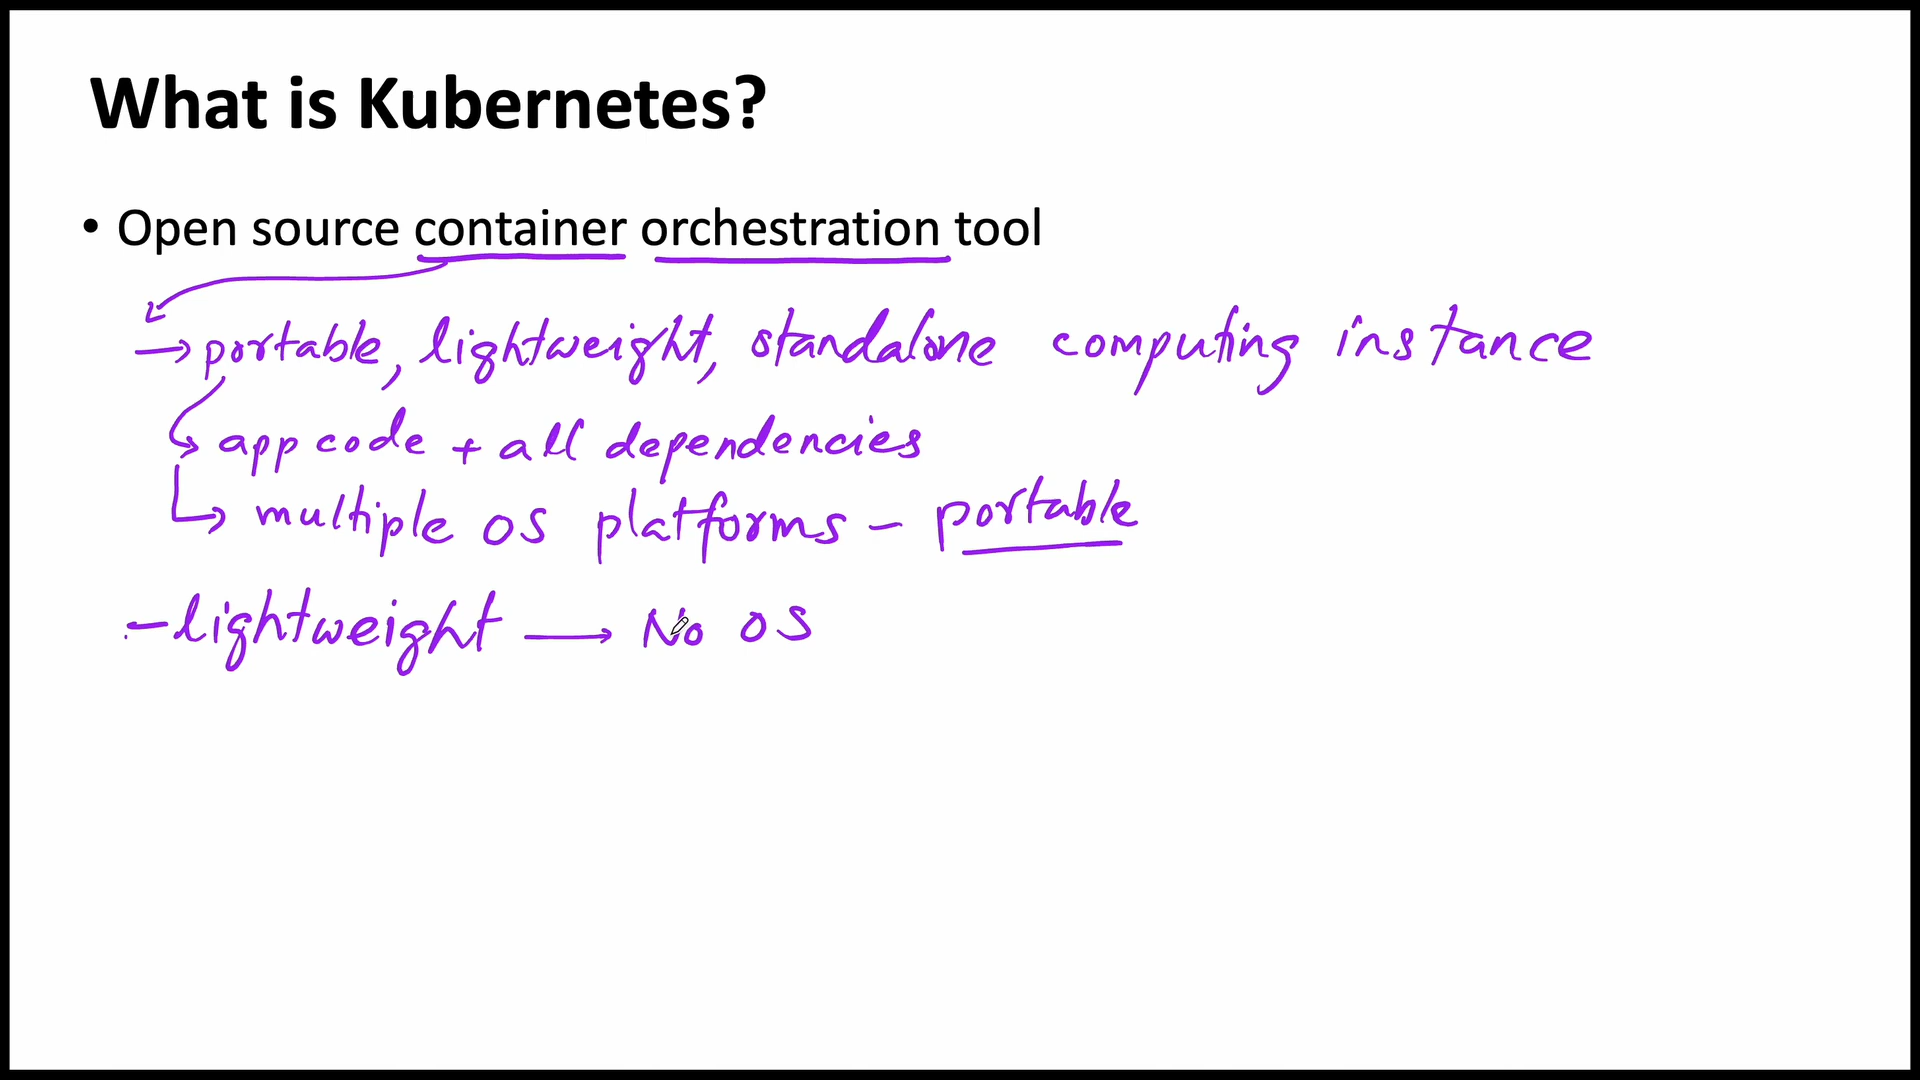 What is Kubernetes?
• Open source container orchestration tool
→ portable, lightweight, standalone computing instance
↳ app code + all dependencies
↳ multiple OS platforms - portable
- lightweight → No OS